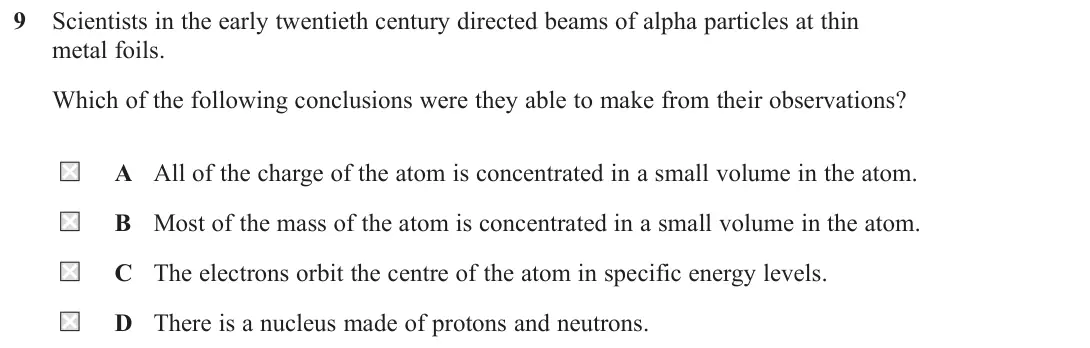 9 Scientists in the early twentieth century directed beams of alpha particles at thin
metal foils.
Which of the following conclusions were they able to make from their observations?
A All of the charge of the atom is concentrated in a small volume in the atom.
B Most of the mass of the atom is concentrated in a small volume in the atom.
C The electrons orbit the centre of the atom in specific energy levels.
D There is a nucleus made of protons and neutrons.